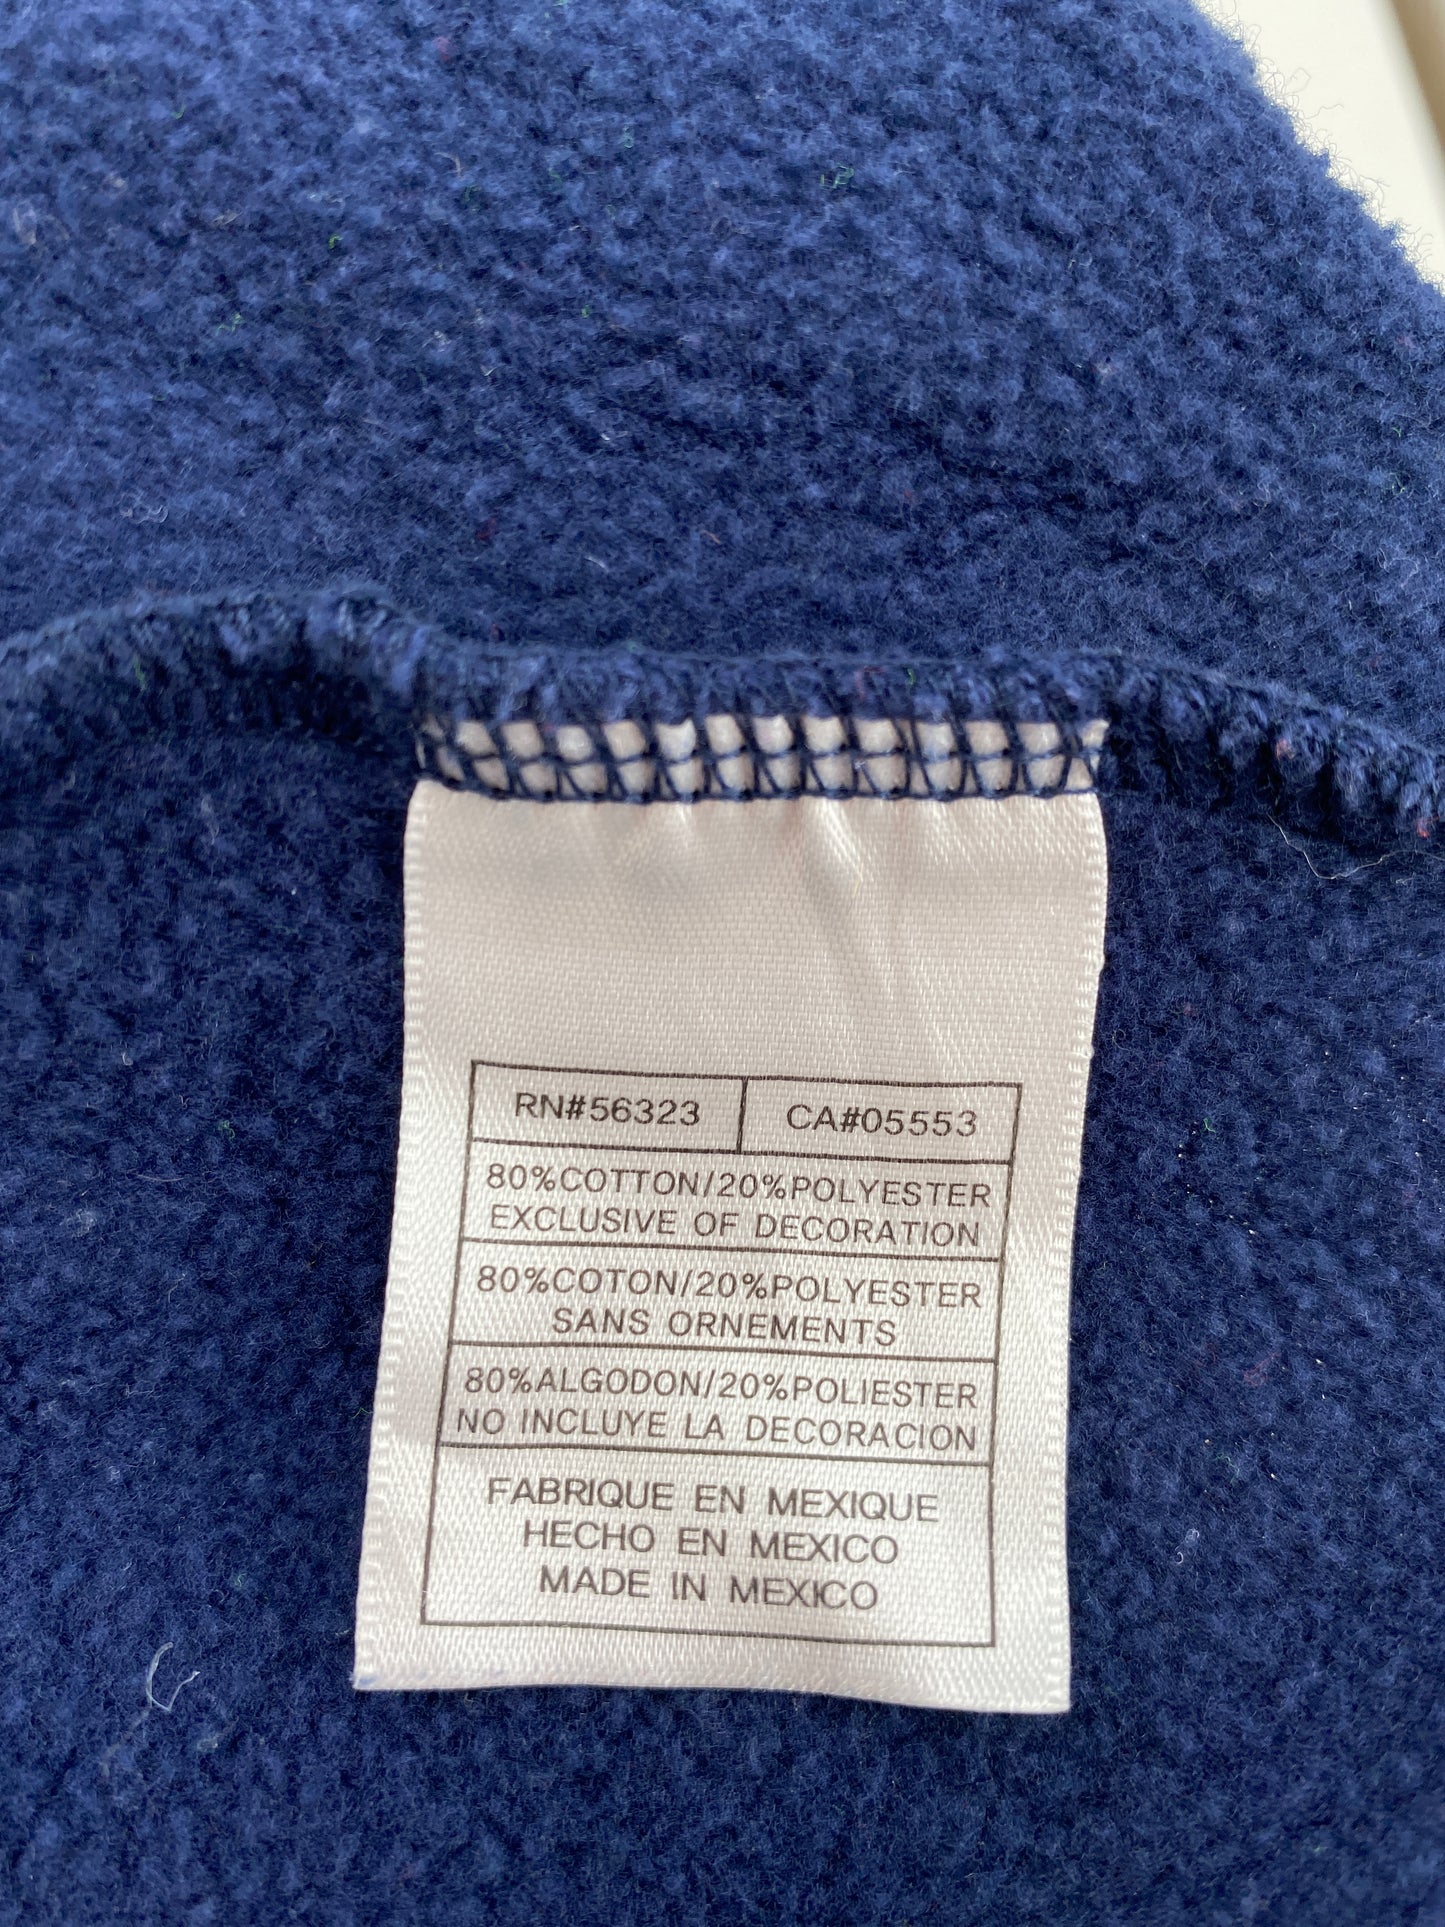 RN#56323 CA#05553
80%COTTON/20%POLYESTER
EXCLUSIVE OF DECORATION
80%COTON/20%POLYESTER
SANS ORNEMENTS
80%ALGODON/20%POLIESTER
NO INCLUYE LA DECORACION
FABRIQUE EN MEXIQUE
HECHO EN MEXICO
MADE IN MEXICO